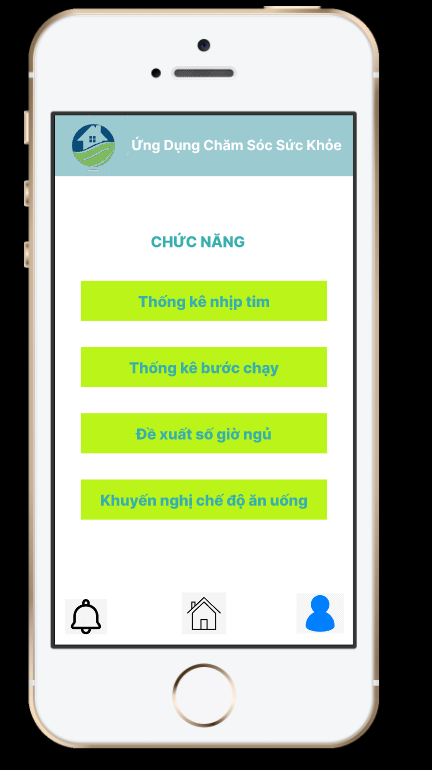 Ứng Dụng Chăm Sóc Sức Khỏe
CHỨC NĂNG
Thống kê nhịp tim
Thống kê bước chạy
Đề xuất số giờ ngủ
Khuyến nghị chế độ ăn uống